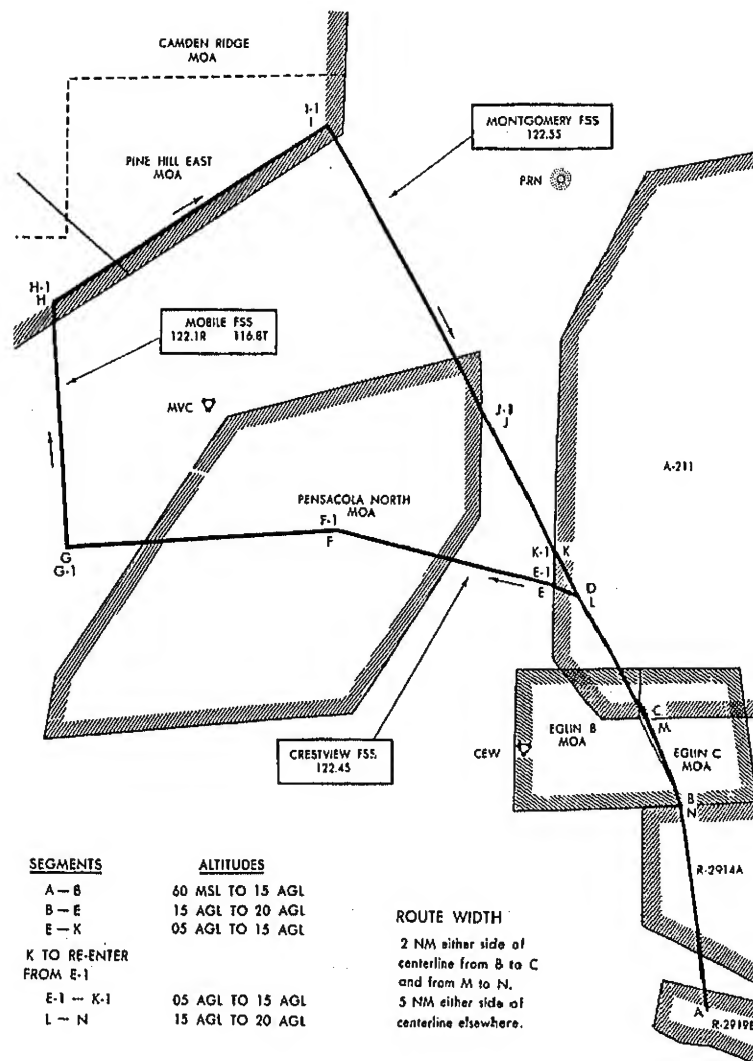 CAMDEN RIDGE
MOA
I-1
I
MONTGOMERY FSS
122.55
PINE HILL EAST
MOA
PRN
H-1
H
MOBILE FSS
122.1R 116.8T
MVC
J-1
J
A-211
PENSACOLA NORTH
MOA
F-1
F
G
G-1
K-1 K
E-1
E
D
L
C
M
EGLIN B
MOA
EGLIN C
MOA
CEW
CRESTVIEW FSS
122.45
B
N
R-2914A
A
R-2919B
SEGMENTS ALTITUDES
A — B 60 MSL TO 15 AGL
B — E 15 AGL TO 20 AGL
E — K 05 AGL TO 15 AGL
K TO RE-ENTER
FROM E-1
E-1 — K-1 05 AGL TO 15 AGL
L — N 15 AGL TO 20 AGL
ROUTE WIDTH
2 NM either side of
centerline from B to C
and from M to N.
5 NM either side of
centerline elsewhere.